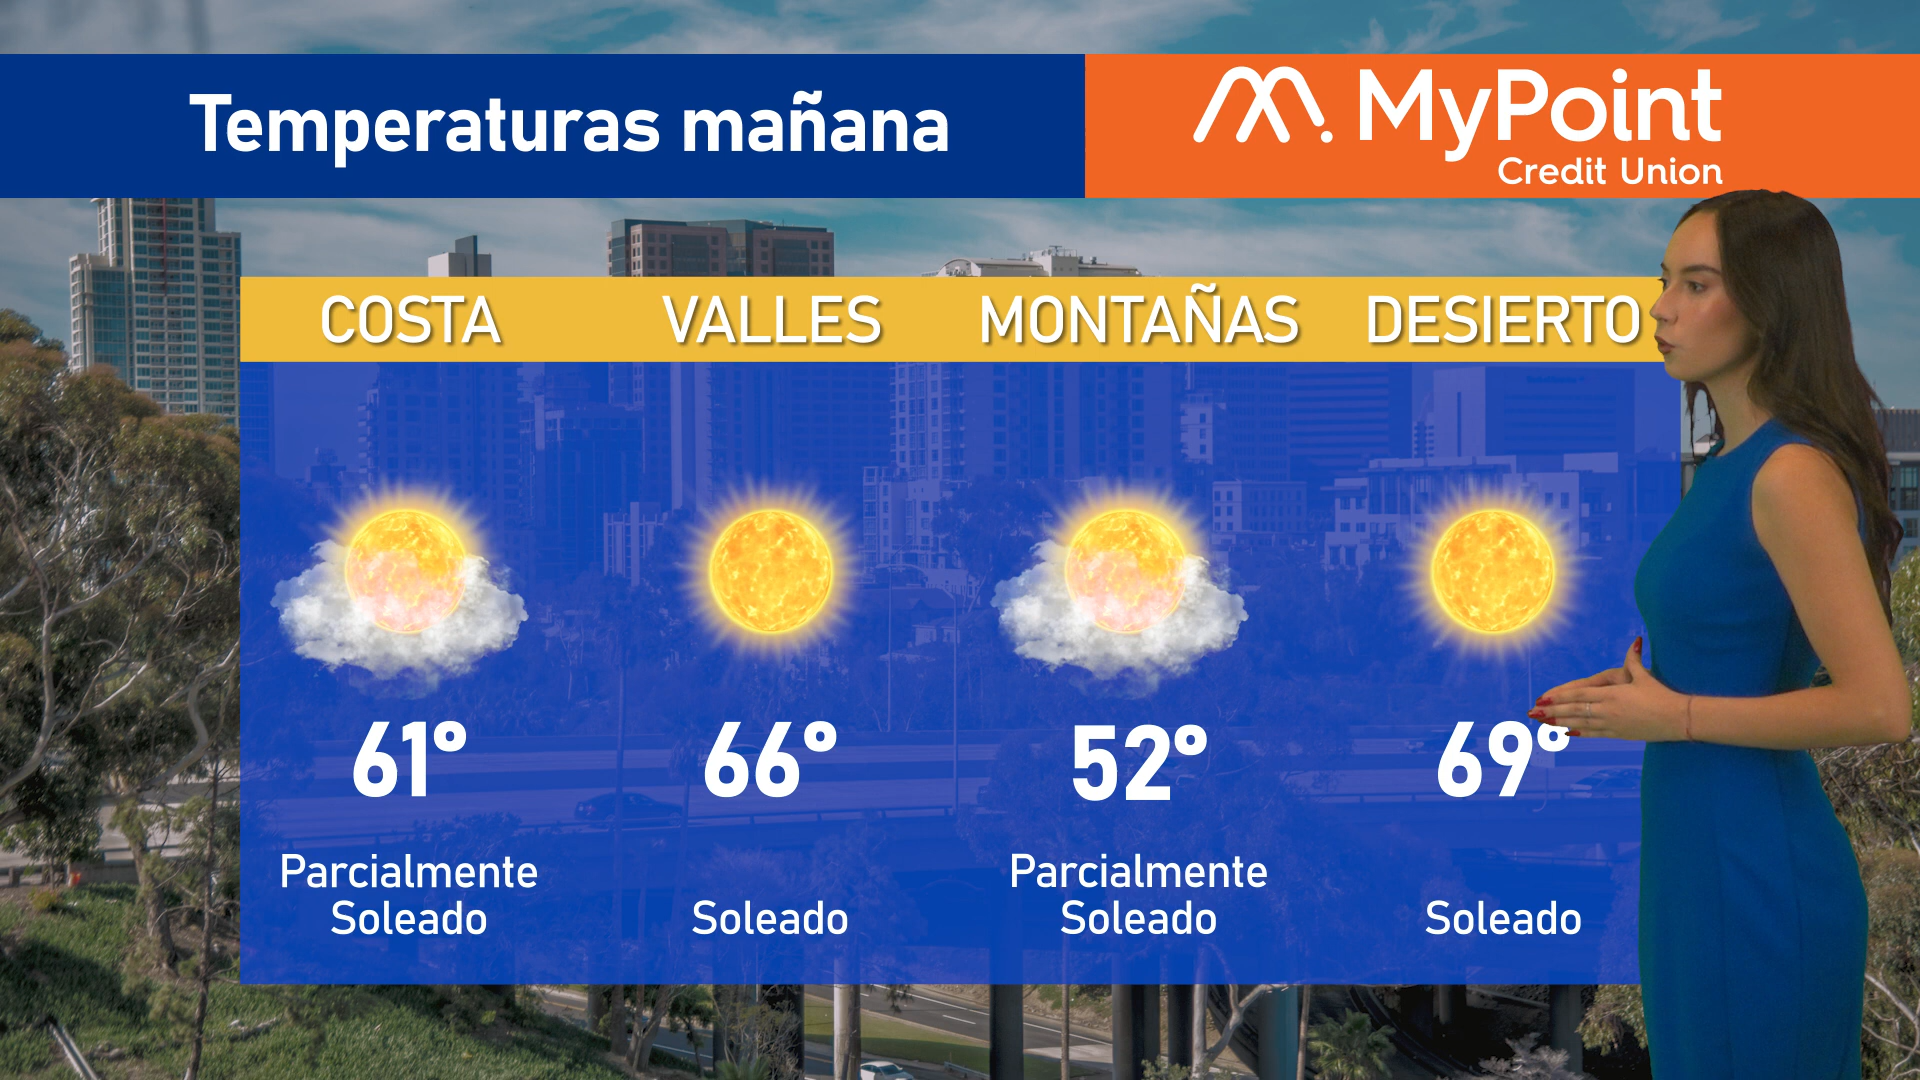 Temperaturas mañana
MyPoint
Credit Union
COSTA VALLES MONTAÑAS DESIERTO
61° 66° 52° 69°
Parcialmente Soleado Soleado Parcialmente Soleado Soleado